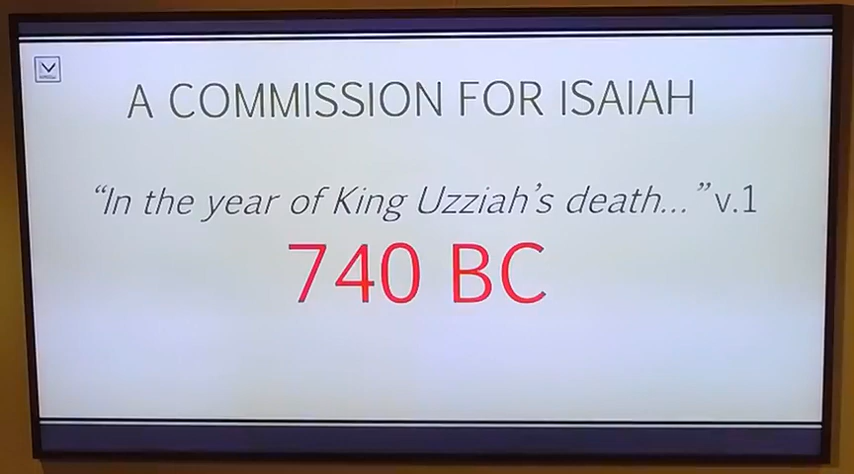 A COMMISSION FOR ISAIAH
“In the year of King Uzziah’s death...” v.1
740 BC